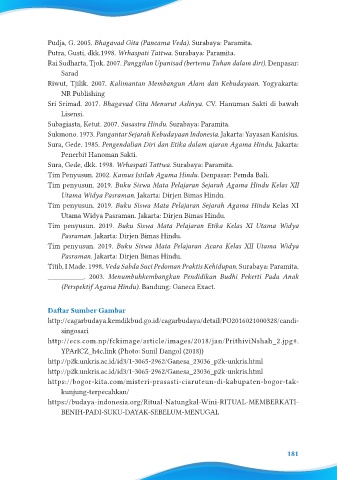 Pudja, G. 2005. Bhagavad Gita (Pancama Veda). Surabaya: Paramita.
Putra, Gusti, dkk.1998. Wrhaspati Tattwa. Surabaya: Paramita.
Rai Sudharta, Tjok. 2007. Panggilan Upanisad (bertemu Tuhan dalam diri). Denpasar:
Sarad
Riwut, Tjilik. 2007. Kalimantan Membangun Alam dan Kebudayaan. Yogyakarta:
NR Publishing
Sri Srimad. 2017. Bhagavad Gita Menurut Aslinya. CV. Hanuman Sakti di bawah
Lisensi.
Subagiasta, Ketut. 2007. Sasastra Hindu. Surabaya: Paramita.
Sukmono. 1973. Pangantar Sejarah Kebudayaan Indonesia. Jakarta: Yayasan Kanisius.
Sura, Gede. 1985. Pengendalian Diri dan Etika dalam ajaran Agama Hindu. Jakarta:
Penerbit Hanoman Sakti.
Sura, Gede, dkk. 1998. Wrhaspati Tattwa. Surabaya: Paramita.
Tim Penyusun. 2002. Kamus Istilah Agama Hindu. Denpasar: Pemda Bali.
Tim penyusun. 2019. Buku Siswa Mata Pelajaran Sejarah Agama Hindu Kelas XII
Utama Widya Pasraman. Jakarta: Dirjen Bimas Hindu.
Tim penyusun. 2019. Buku Siswa Mata Pelajaran Sejarah Agama Hindu Kelas XI
Utama Widya Pasraman. Jakarta: Dirjen Bimas Hindu.
Tim penyusun. 2019. Buku Siswa Mata Pelajaran Etika Kelas XI Utama Widya
Pasraman. Jakarta: Dirjen Bimas Hindu.
Tim penyusun. 2019. Buku Siswa Mata Pelajaran Acara Kelas XII Utama Widya
Pasraman. Jakarta: Dirjen Bimas Hindu.
Titib, I Made. 1998. Veda Sabda Suci Pedoman Praktis Kehidupan. Surabaya: Paramita.
__________. 2003. Menumbuhkembangkan Pendidikan Budhi Pekerti Pada Anak
(Perspektif Agama Hindu). Bandung: Ganeca Exact.
Daftar Sumber Gambar
http://cagarbudaya.kemdikbud.go.id/cagarbudaya/detail/PO2016021000328/candi-
singosari
http://ecs.com.np/fckimage/article/images/2018/jan/PrithiviNshah_2.jpg#.
YPArlCZ_h4c.link (Photo: Sunil Dangol (2018))
http://p2k.unkris.ac.id/id3/1-3065-2962/Ganesa_23036_p2k-unkris.html
http://p2k.unkris.ac.id/id3/1-3065-2962/Ganesa_23036_p2k-unkris.html
https://bogor-kita.com/misteri-prasasti-ciaruteun-di-kabupaten-bogor-tak-
kunjung-terpecahkan/
https://budaya-indonesia.org/Ritual-Natungkal-Wini-RITUAL-MEMBERKATI-
BENIH-PADI-SUKU-DAYAK-SEBELUM-MENUGAL
181